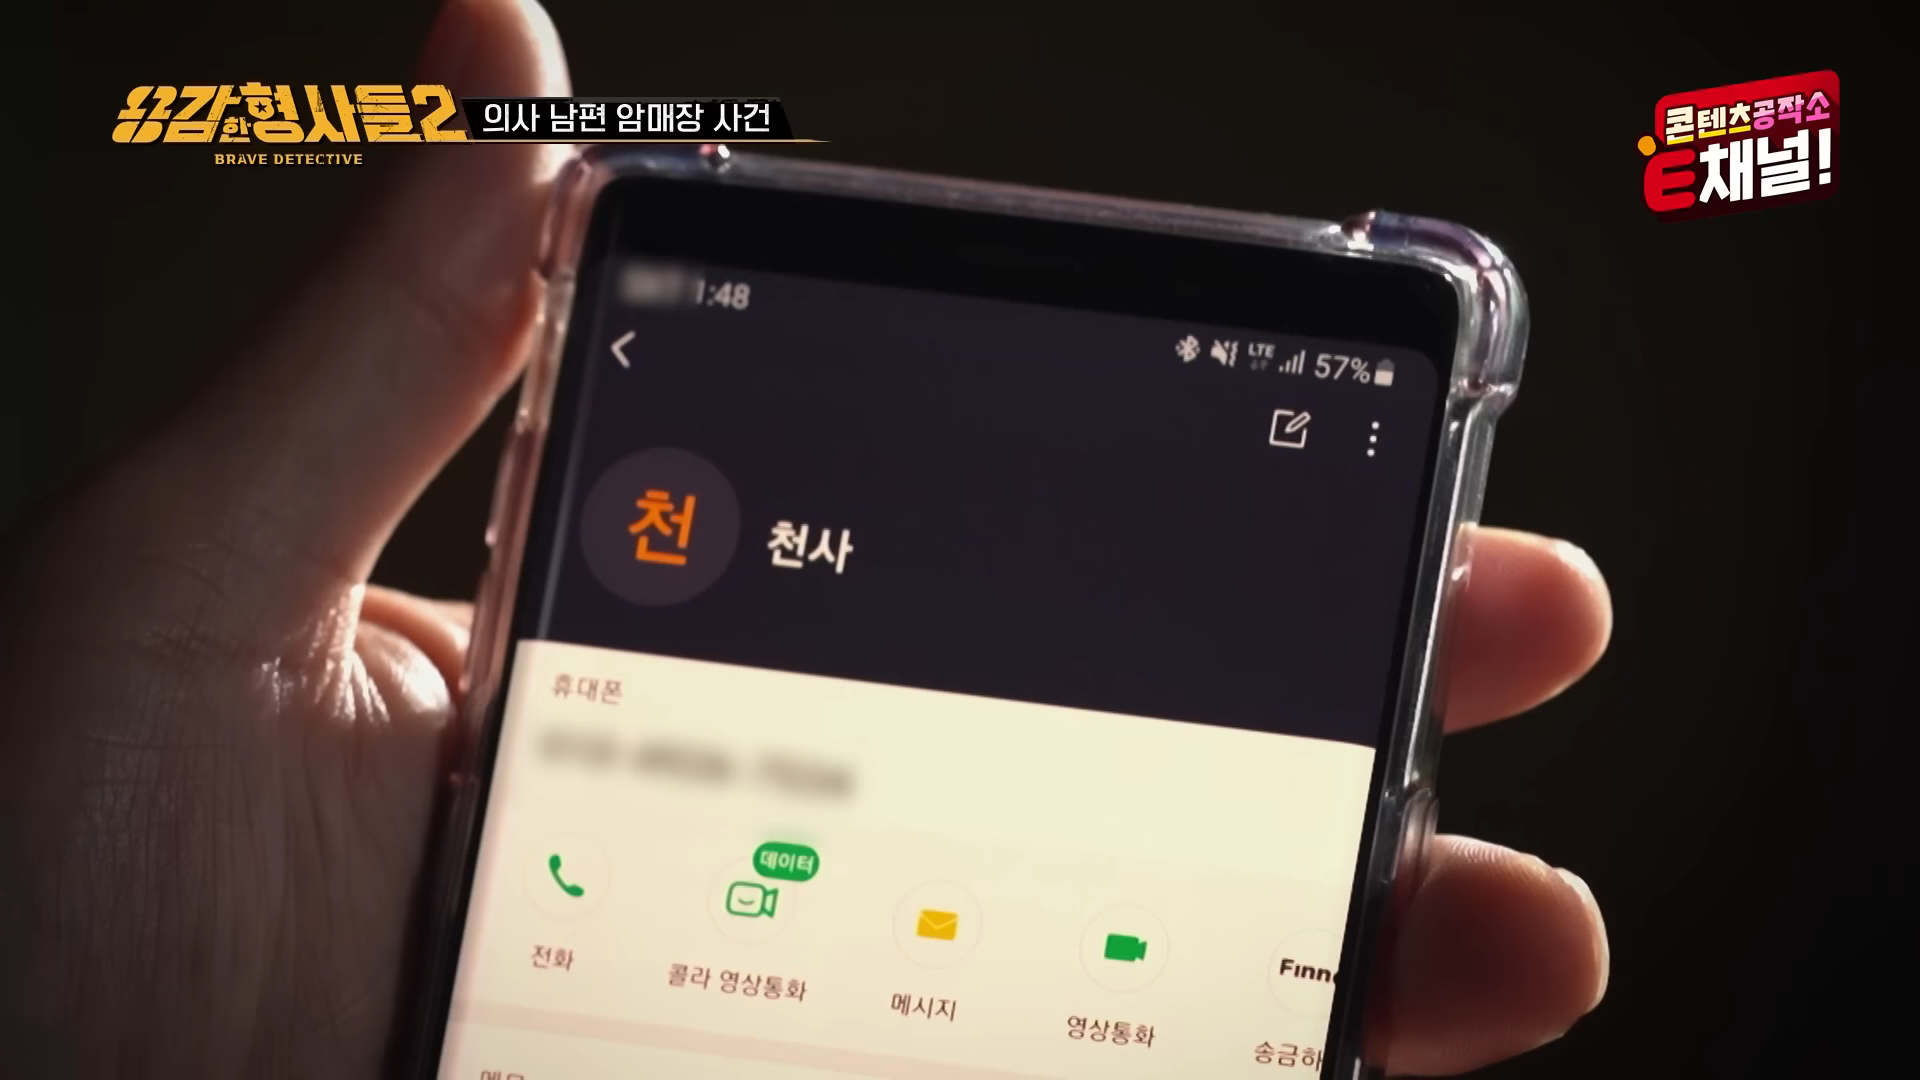 용감한형사들2
BRAVE DETECTIVE
의사 남편 암매장 사건
콘텐츠공작소
E채널!
1:48
LTE
57%
천
천사
휴대폰
데이터
전화
콜라 영상통화
메시지
영상통화
Finn
송금하
메모